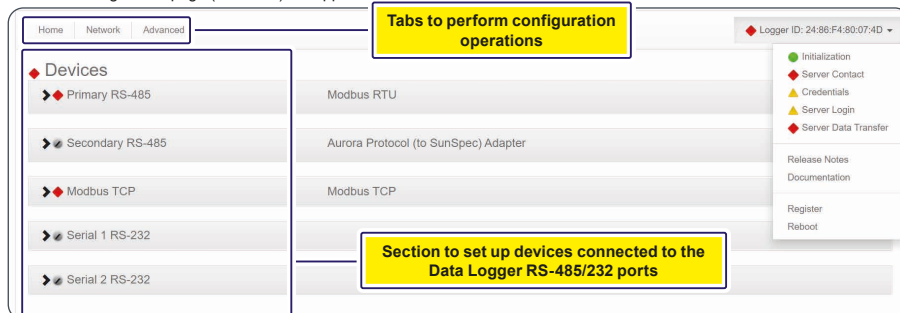 Home Network Advanced
Tabs to perform configuration
operations
Logger ID: 24:86:F4:80:07:4D
Initialization
Server Contact
Credentials
Server Login
Server Data Transfer
Release Notes
Documentation
Register
Reboot
Devices
Primary RS-485 Modbus RTU
Secondary RS-485 Aurora Protocol (to SunSpec) Adapter
Modbus TCP Modbus TCP
Serial 1 RS-232
Section to set up devices connected to the
Data Logger RS-485/232 ports
Serial 2 RS-232